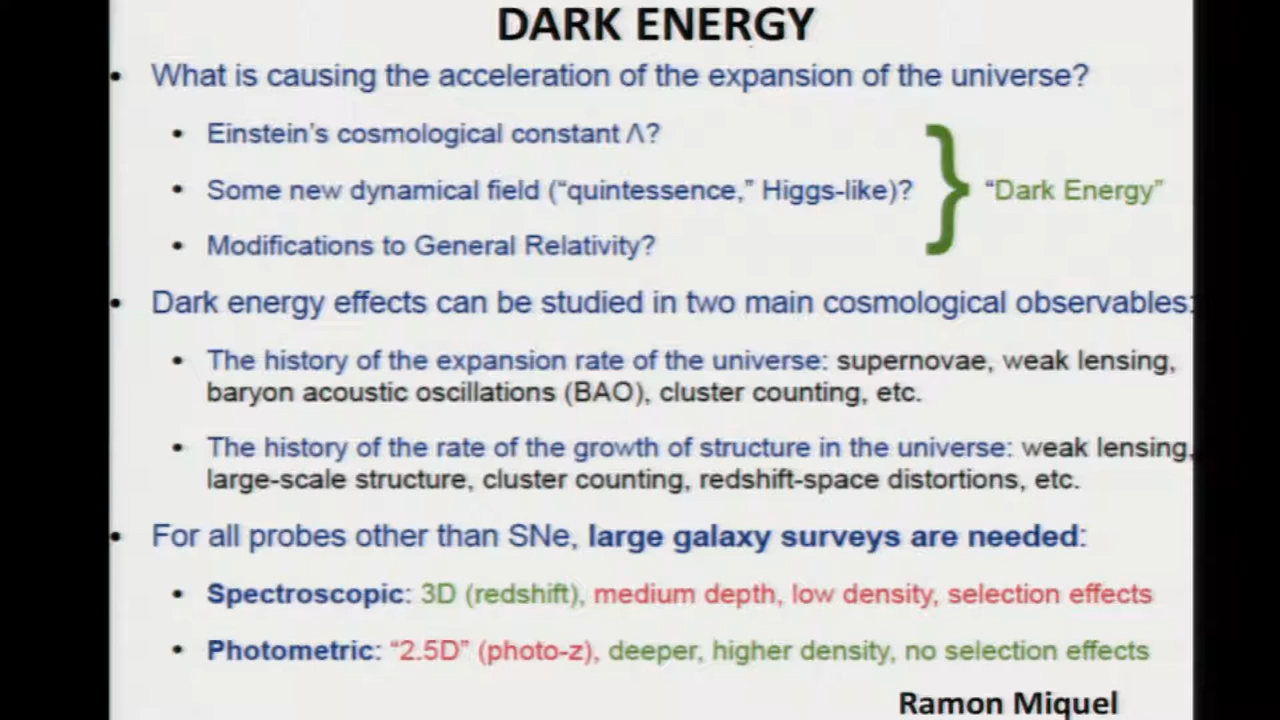 DARK ENERGY
• What is causing the acceleration of the expansion of the universe?
• Einstein's cosmological constant Λ?
• Some new dynamical field (“quintessence,” Higgs-like)?
} “Dark Energy”
• Modifications to General Relativity?
• Dark energy effects can be studied in two main cosmological observables:
• The history of the expansion rate of the universe: supernovae, weak lensing,
baryon acoustic oscillations (BAO), cluster counting, etc.
• The history of the rate of the growth of structure in the universe: weak lensing,
large-scale structure, cluster counting, redshift-space distortions, etc.
• For all probes other than SNe, large galaxy surveys are needed:
• Spectroscopic: 3D (redshift), medium depth, low density, selection effects
• Photometric: “2.5D” (photo-z), deeper, higher density, no selection effects
Ramon Miquel